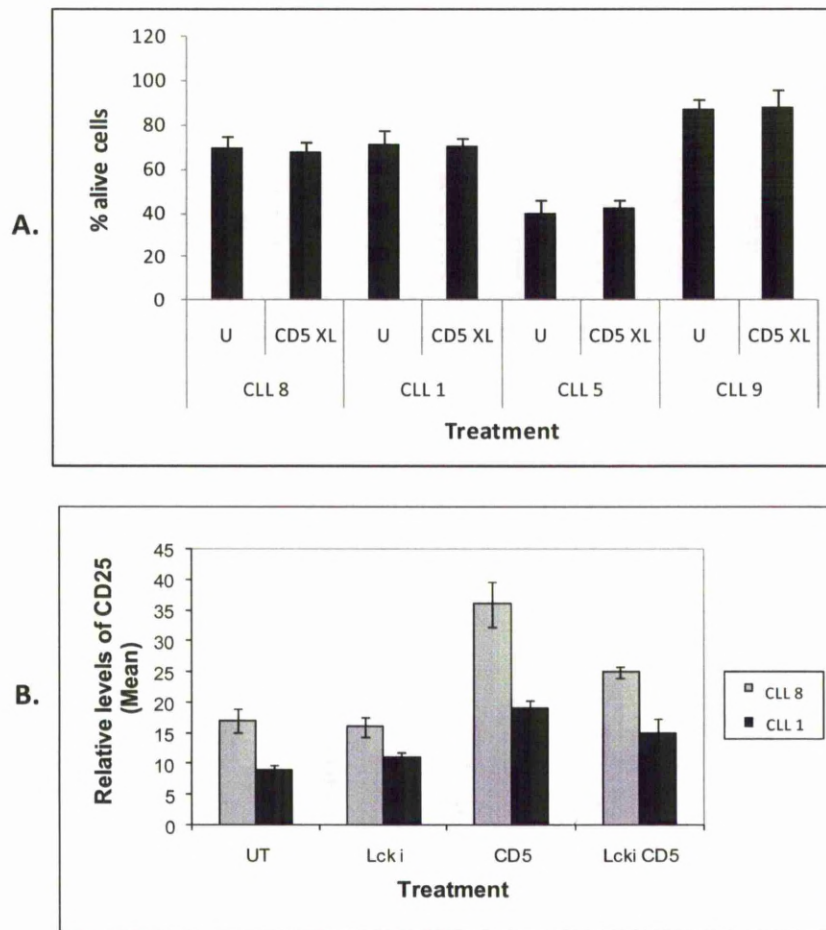 A.
% alive cells
120
100
80
60
40
20
0
U CD5 XL U CD5 XL U CD5 XL U CD5 XL
CLL 8 CLL 1 CLL 5 CLL 9
Treatment
B.
Relative levels of CD25
(Mean)
45
40
35
30
25
20
15
10
5
0
UT Lck i CD5 Lcki CD5
Treatment
CLL 8
CLL 1